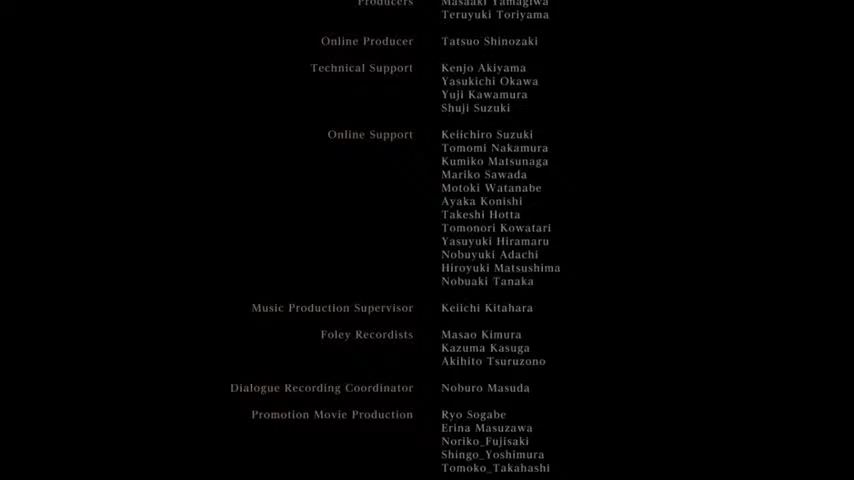 Producers Masaaki Yamagiwa
Teruyuki Toriyama
Online Producer Tatsuo Shinozaki
Technical Support Kenjo Akiyama
Yasukichi Okawa
Yuji Kawamura
Shuji Suzuki
Online Support Keiichiro Suzuki
Tomomi Nakamura
Kumiko Matsunaga
Mariko Sawada
Motoki Watanabe
Ayaka Konishi
Takeshi Hotta
Tomonori Kowatari
Yasuyuki Hiramaru
Nobuyuki Adachi
Hiroyuki Matsushima
Nobuaki Tanaka
Music Production Supervisor Keiichi Kitahara
Foley Recordists Masao Kimura
Kazuma Kasuga
Akihito Tsuruzono
Dialogue Recording Coordinator Noburo Masuda
Promotion Movie Production Ryo Sogabe
Erina Masuzawa
Noriko_Fujisaki
Shingo_Yoshimura
Tomoko_Takahashi